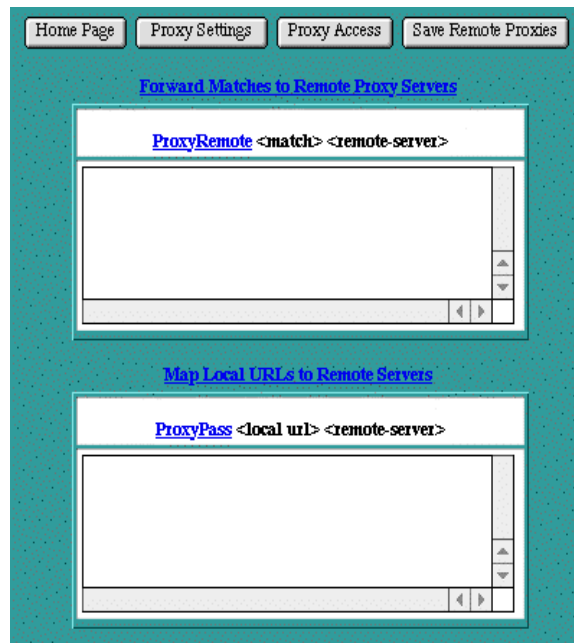 Home Page Proxy Settings Proxy Access Save Remote Proxies
Forward Matches to Remote Proxy Servers
ProxyRemote <match> <remote-server>
Map Local URLs to Remote Servers
ProxyPass <local url> <remote-server>